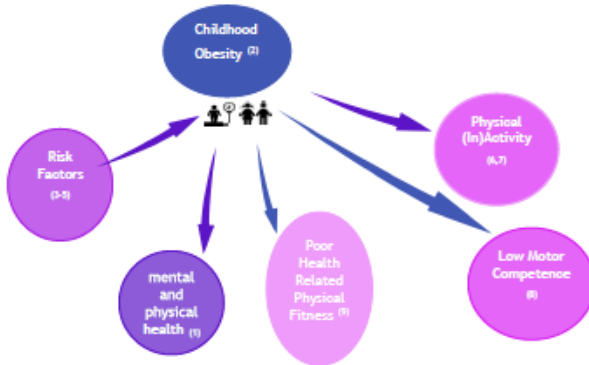 Childhood
Obesity (2)
Physical
(In)Activity
(6,7)
Risk
Factors
(3-5)
Poor
Health
Related
Physical
Fitness (9)
Low Motor
Competence
(8)
mental
and
physical
health (1)